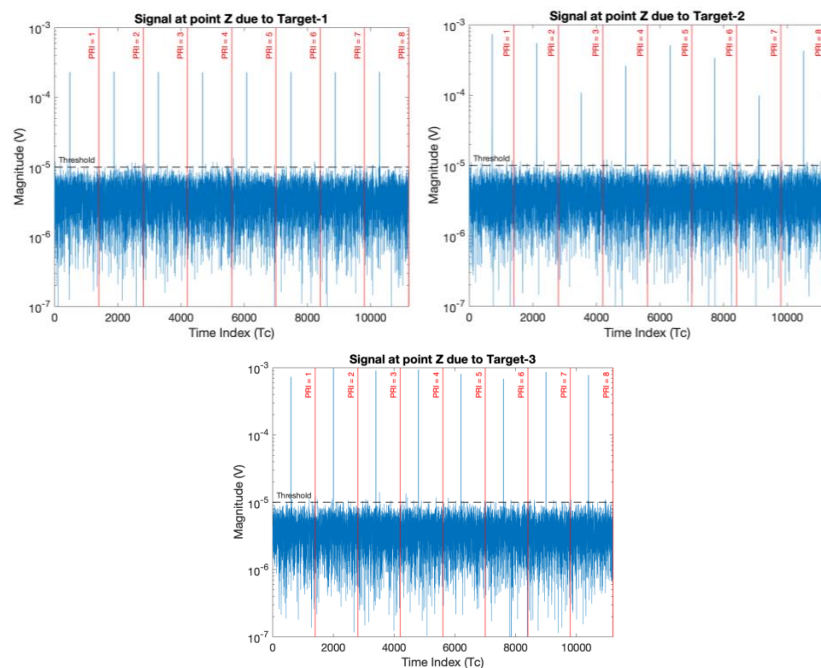 Signal at point Z due to Target-1
10^-3
10^-4
10^-5
10^-6
10^-7
Magnitude (V)
Threshold
PRI = 1
PRI = 2
PRI = 3
PRI = 4
PRI = 5
PRI = 6
PRI = 7
PRI = 8
0 2000 4000 6000 8000 10000
Time Index (Tc)
Signal at point Z due to Target-2
10^-3
10^-4
10^-5
10^-6
10^-7
Magnitude (V)
Threshold
PRI = 1
PRI = 2
PRI = 3
PRI = 4
PRI = 5
PRI = 6
PRI = 7
PRI = 8
0 2000 4000 6000 8000 10000
Time Index (Tc)
Signal at point Z due to Target-3
10^-3
10^-4
10^-5
10^-6
10^-7
Magnitude (V)
Threshold
PRI = 1
PRI = 2
PRI = 3
PRI = 4
PRI = 5
PRI = 6
PRI = 7
PRI = 8
0 2000 4000 6000 8000 10000
Time Index (Tc)